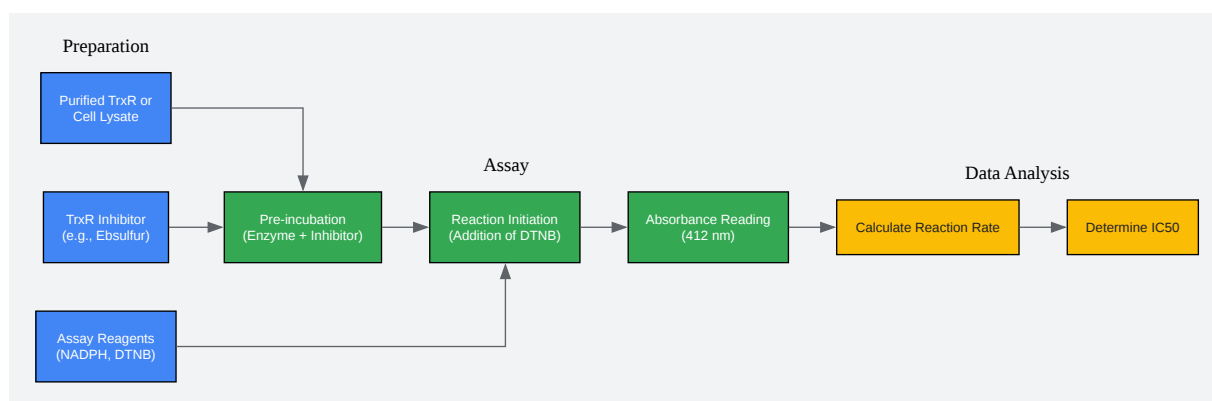 Preparation
Purified TrxR or
Cell Lysate
TrxR Inhibitor
(e.g., Ebsulfur)
Assay Reagents
(NADPH, DTNB)
Assay
Pre-incubation
(Enzyme + Inhibitor)
Reaction Initiation
(Addition of DTNB)
Absorbance Reading
(412 nm)
Data Analysis
Calculate Reaction Rate
Determine IC50